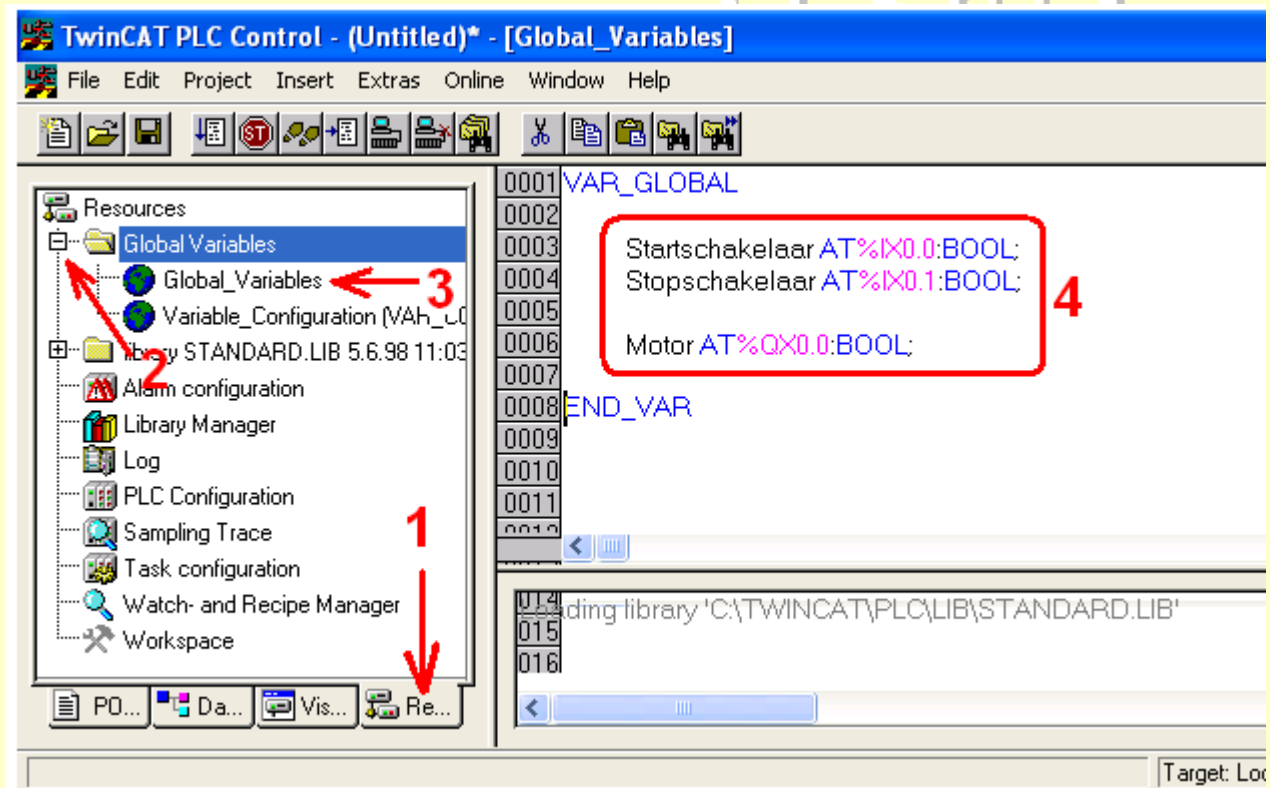 TwinCAT PLC Control - (Untitled)* - [Global_Variables]
File Edit Project Insert Extras Online Window Help
ST
Resources
Global Variables
Global_Variables
3
Variable_Configuration
2
library STANDARD.LIB 5.6.98 11:03
Alarm configuration
Library Manager
Log
PLC Configuration
Sampling Trace
1
Task configuration
Watch- and Recipe Manager
Workspace
PO... Da... Vis... Re...
0001 VAR_GLOBAL
0002
0003 Startschakelaar AT%IX0.0:BOOL;
0004 Stopschakelaar AT%IX0.1:BOOL;
4
0005
0006 Motor AT%QX0.0:BOOL;
0007
0008 END_VAR
0009
0010
0011
Loading library 'C:\TWINCAT\PLC\LIB\STANDARD.LIB'
015
016
Target: Loc